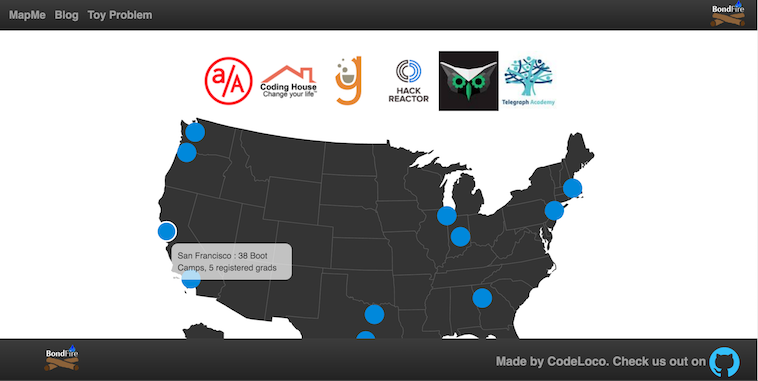 MapMe Blog Toy Problem
BondFire
a/A
Coding House
Change your life
g
HACK
REACTOR
Telegraph Academy
San Francisco : 38 Boot
Camps, 5 registered grads
BondFire
Made by CodeLoco. Check us out on